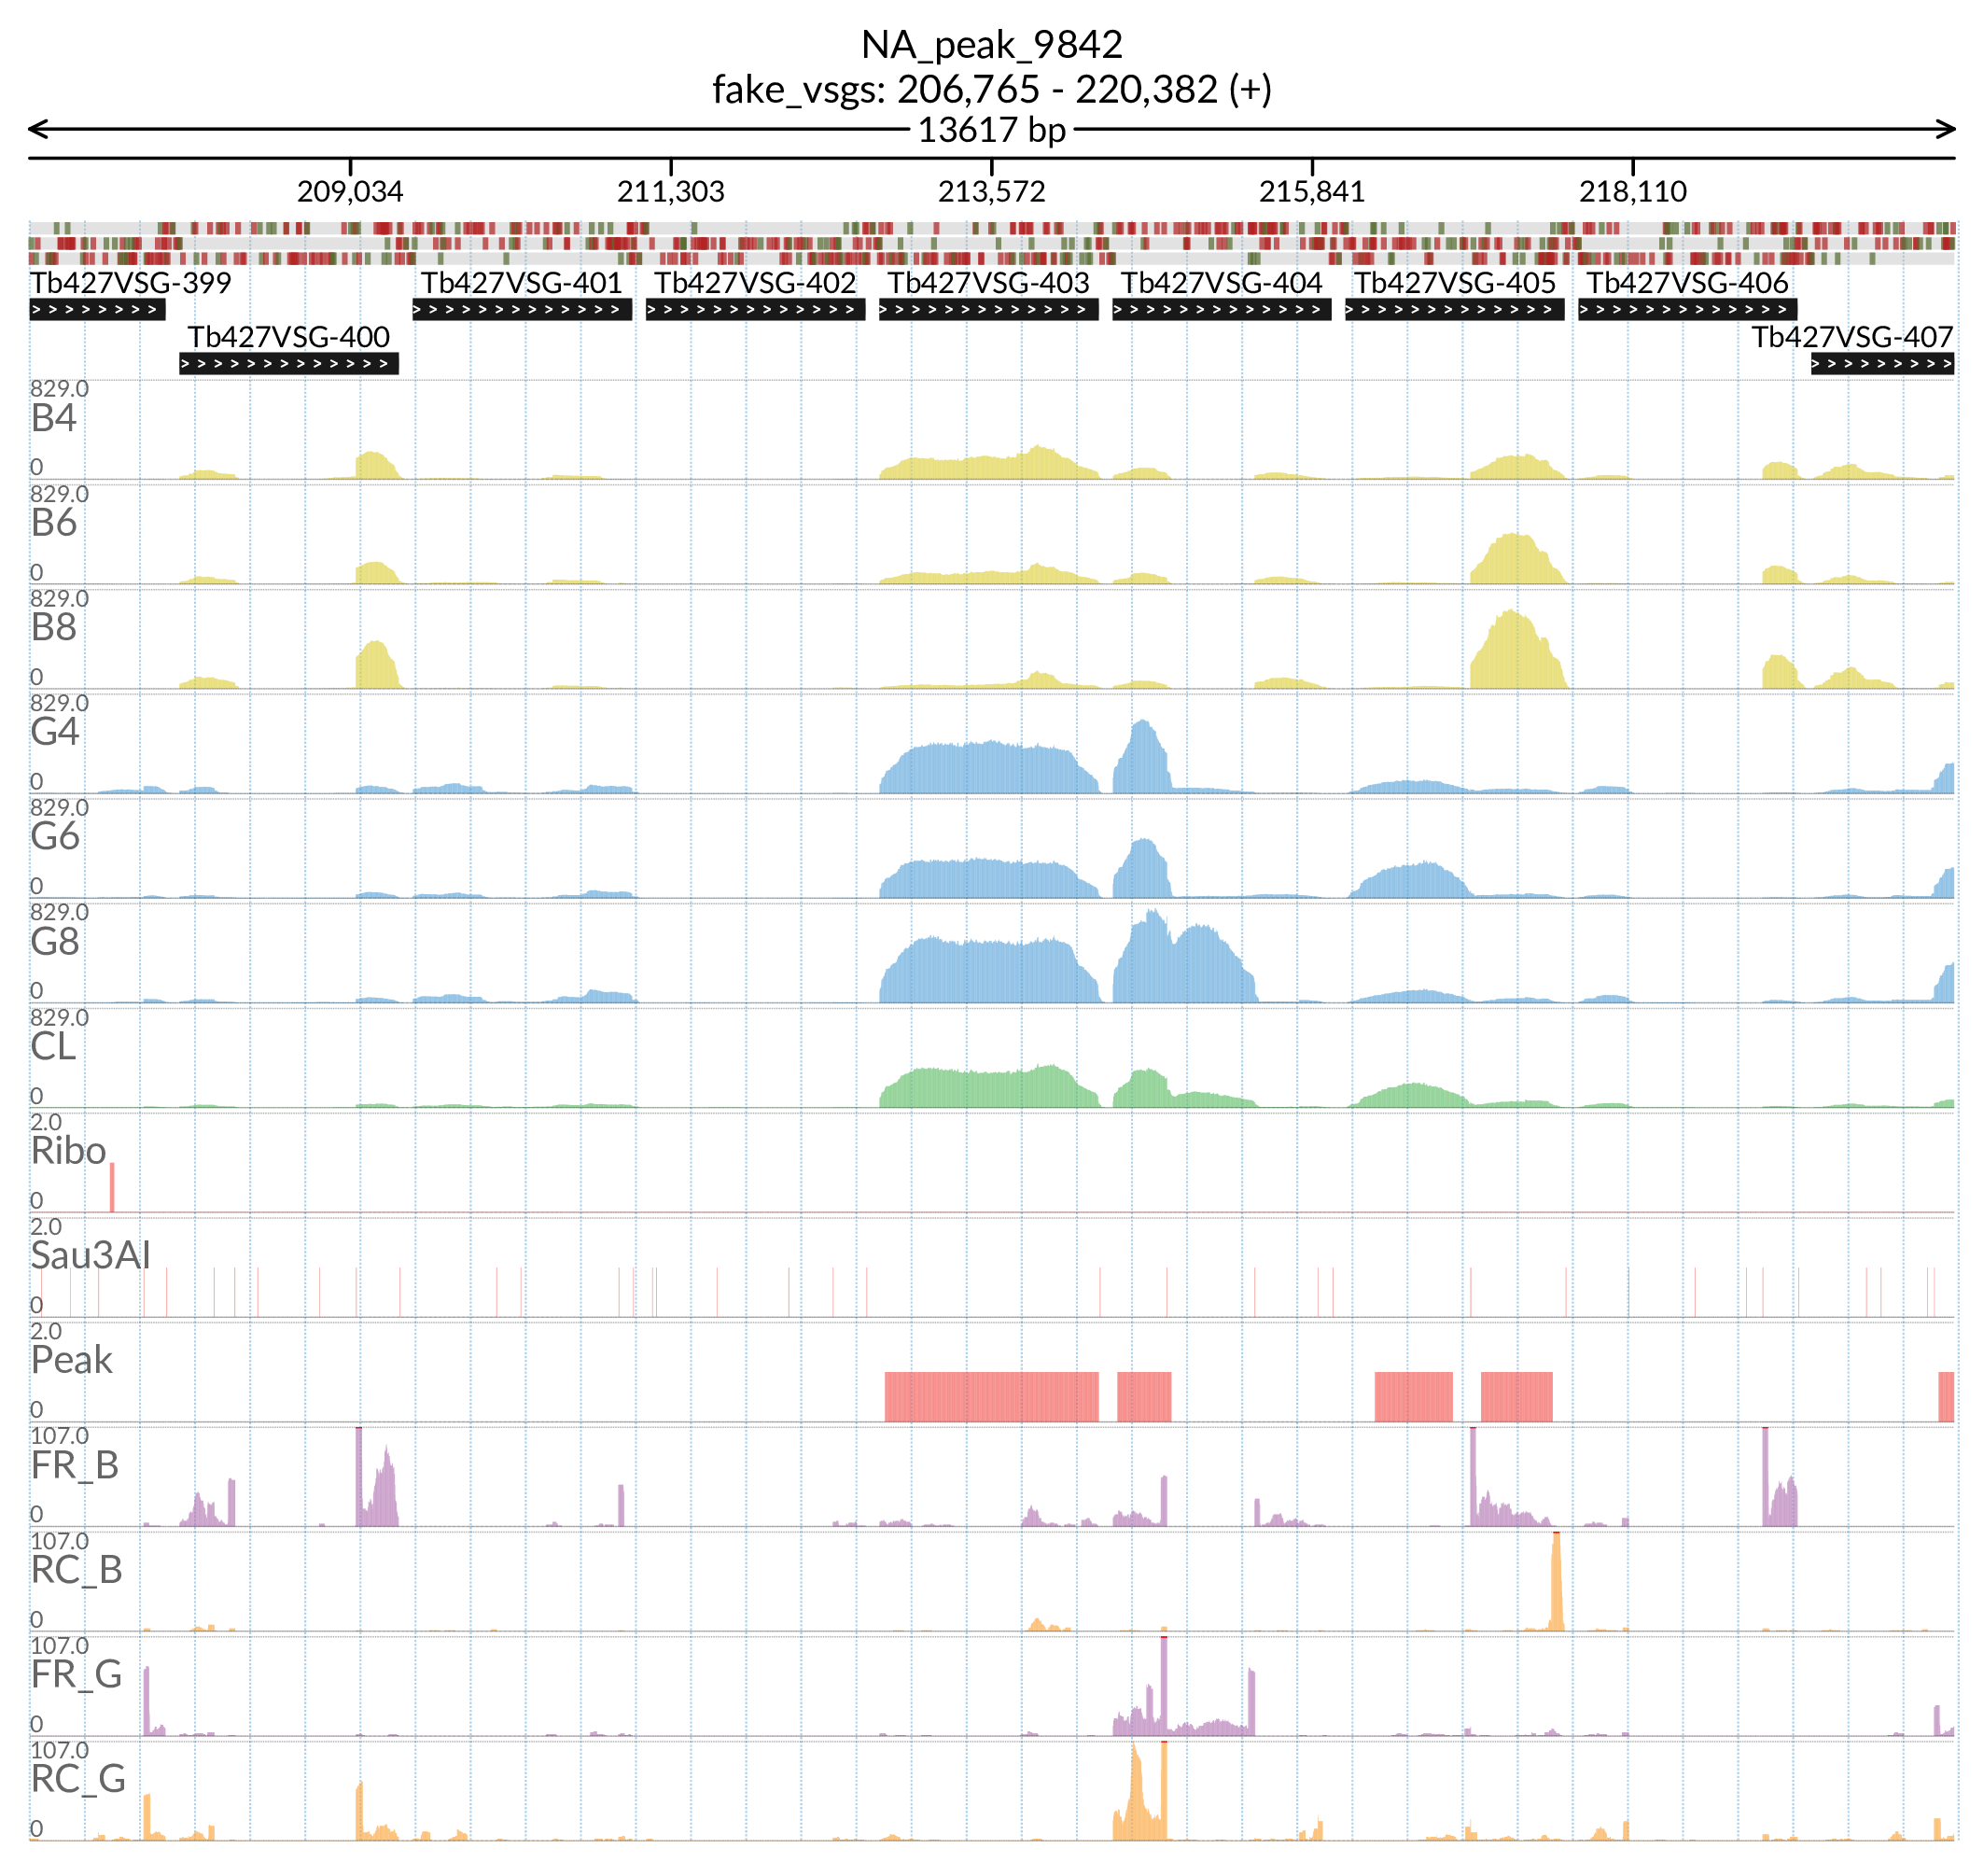 NA_peak_9842
fake_vsgs: 206,765 - 220,382 (+)
13617 bp
209,034 211,303 213,572 215,841 218,110
Tb427VSG-399 Tb427VSG-401 Tb427VSG-402 Tb427VSG-403 Tb427VSG-404 Tb427VSG-405 Tb427VSG-406
Tb427VSG-400 Tb427VSG-407
829.0
B4
0
829.0
B6
0
829.0
B8
0
829.0
G4
0
829.0
G6
0
829.0
G8
0
829.0
CL
0
2.0
Ribo
0
2.0
Sau3AI
0
2.0
Peak
0
107.0
FR_B
0
107.0
RC_B
0
107.0
FR_G
0
107.0
RC_G
0